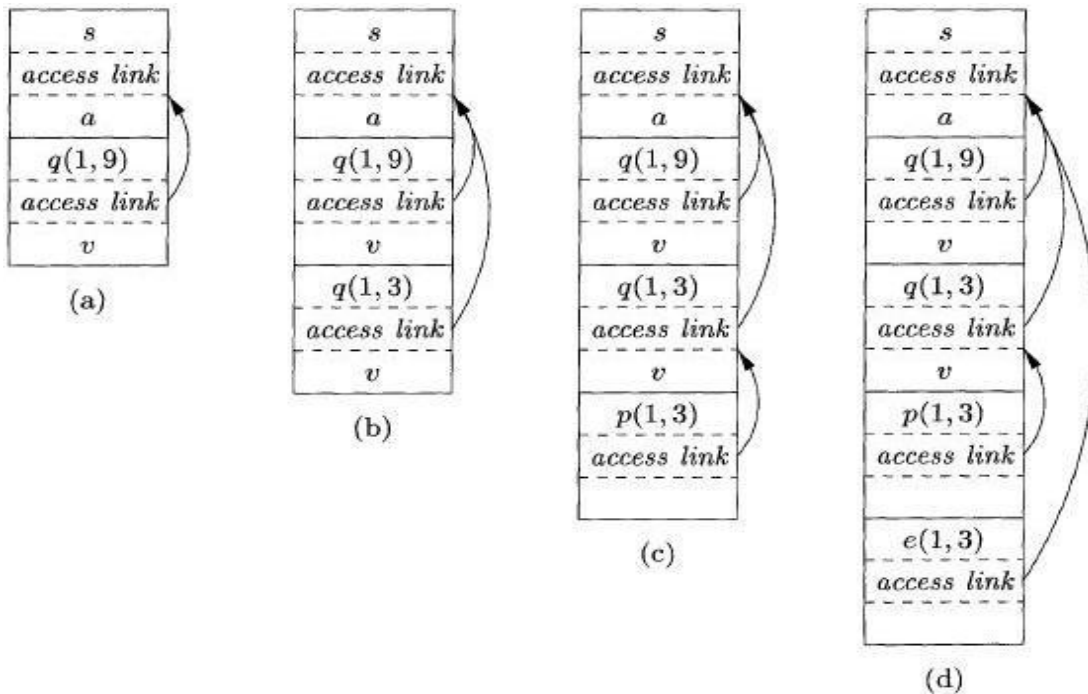 s
access link
a
q(1, 9)
access link
v
(a)
s
access link
a
q(1, 9)
access link
v
q(1, 3)
access link
v
(b)
s
access link
a
q(1, 9)
access link
v
q(1, 3)
access link
v
p(1, 3)
access link
(c)
s
access link
a
q(1, 9)
access link
v
q(1, 3)
access link
v
p(1, 3)
access link
e(1, 3)
access link
(d)